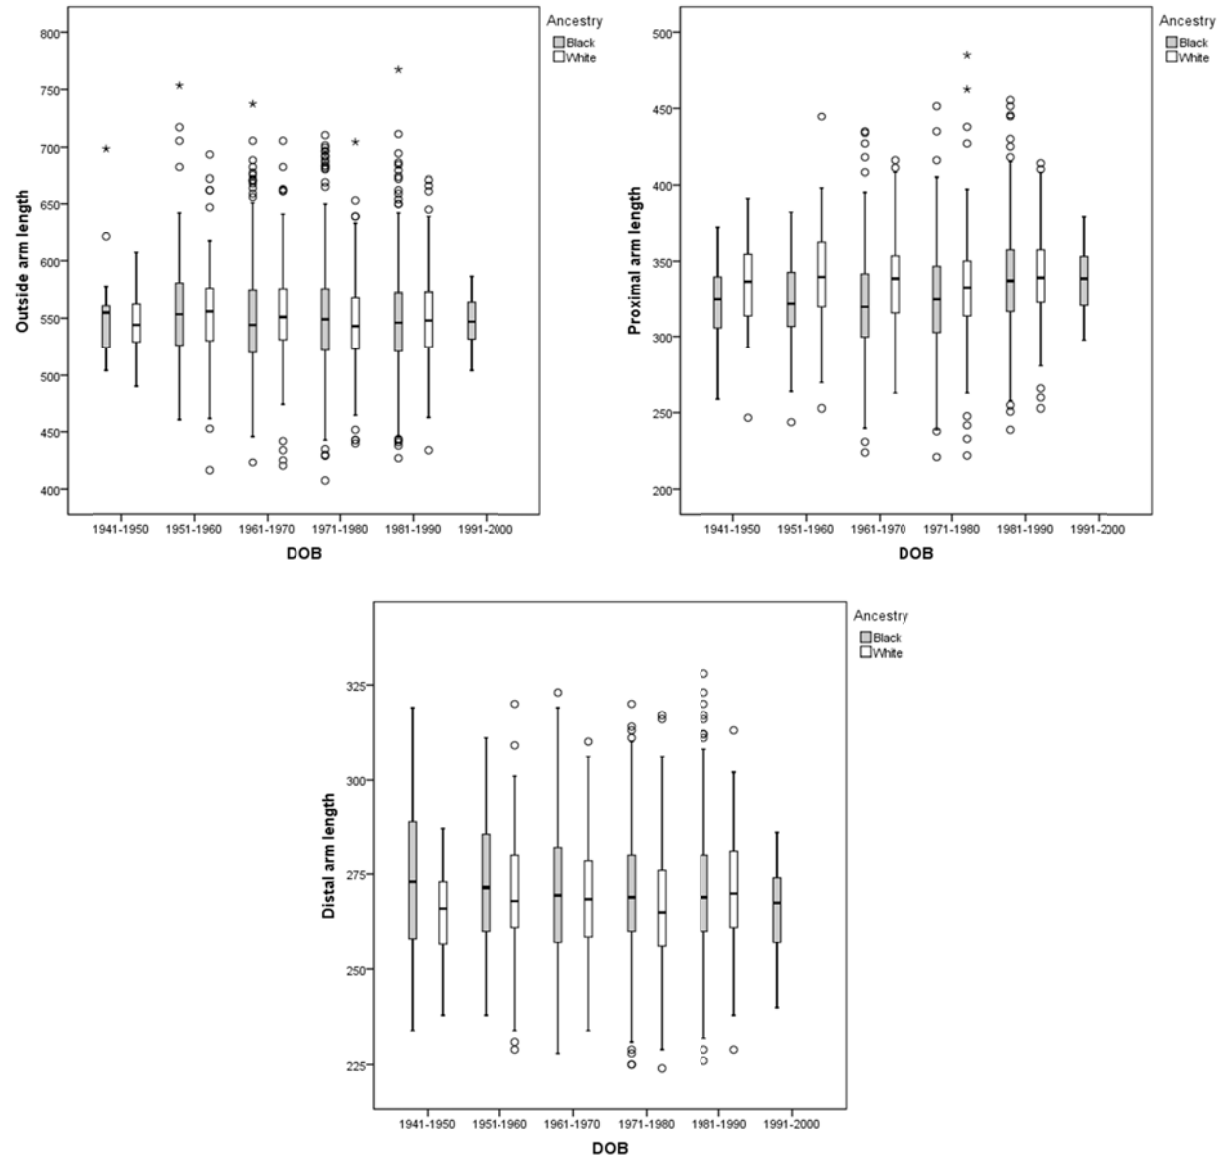 Ancestry
Black
White
800
750
700
650
600
550
500
450
400
Outside arm length
1941-1950 1951-1960 1961-1970 1971-1980 1981-1990 1991-2000
DOB
Ancestry
Black
White
500
450
400
350
300
250
200
Proximal arm length
1941-1950 1951-1960 1961-1970 1971-1980 1981-1990 1991-2000
DOB
Ancestry
Black
White
325
300
275
250
225
Distal arm length
1941-1950 1951-1960 1961-1970 1971-1980 1981-1990 1991-2000
DOB